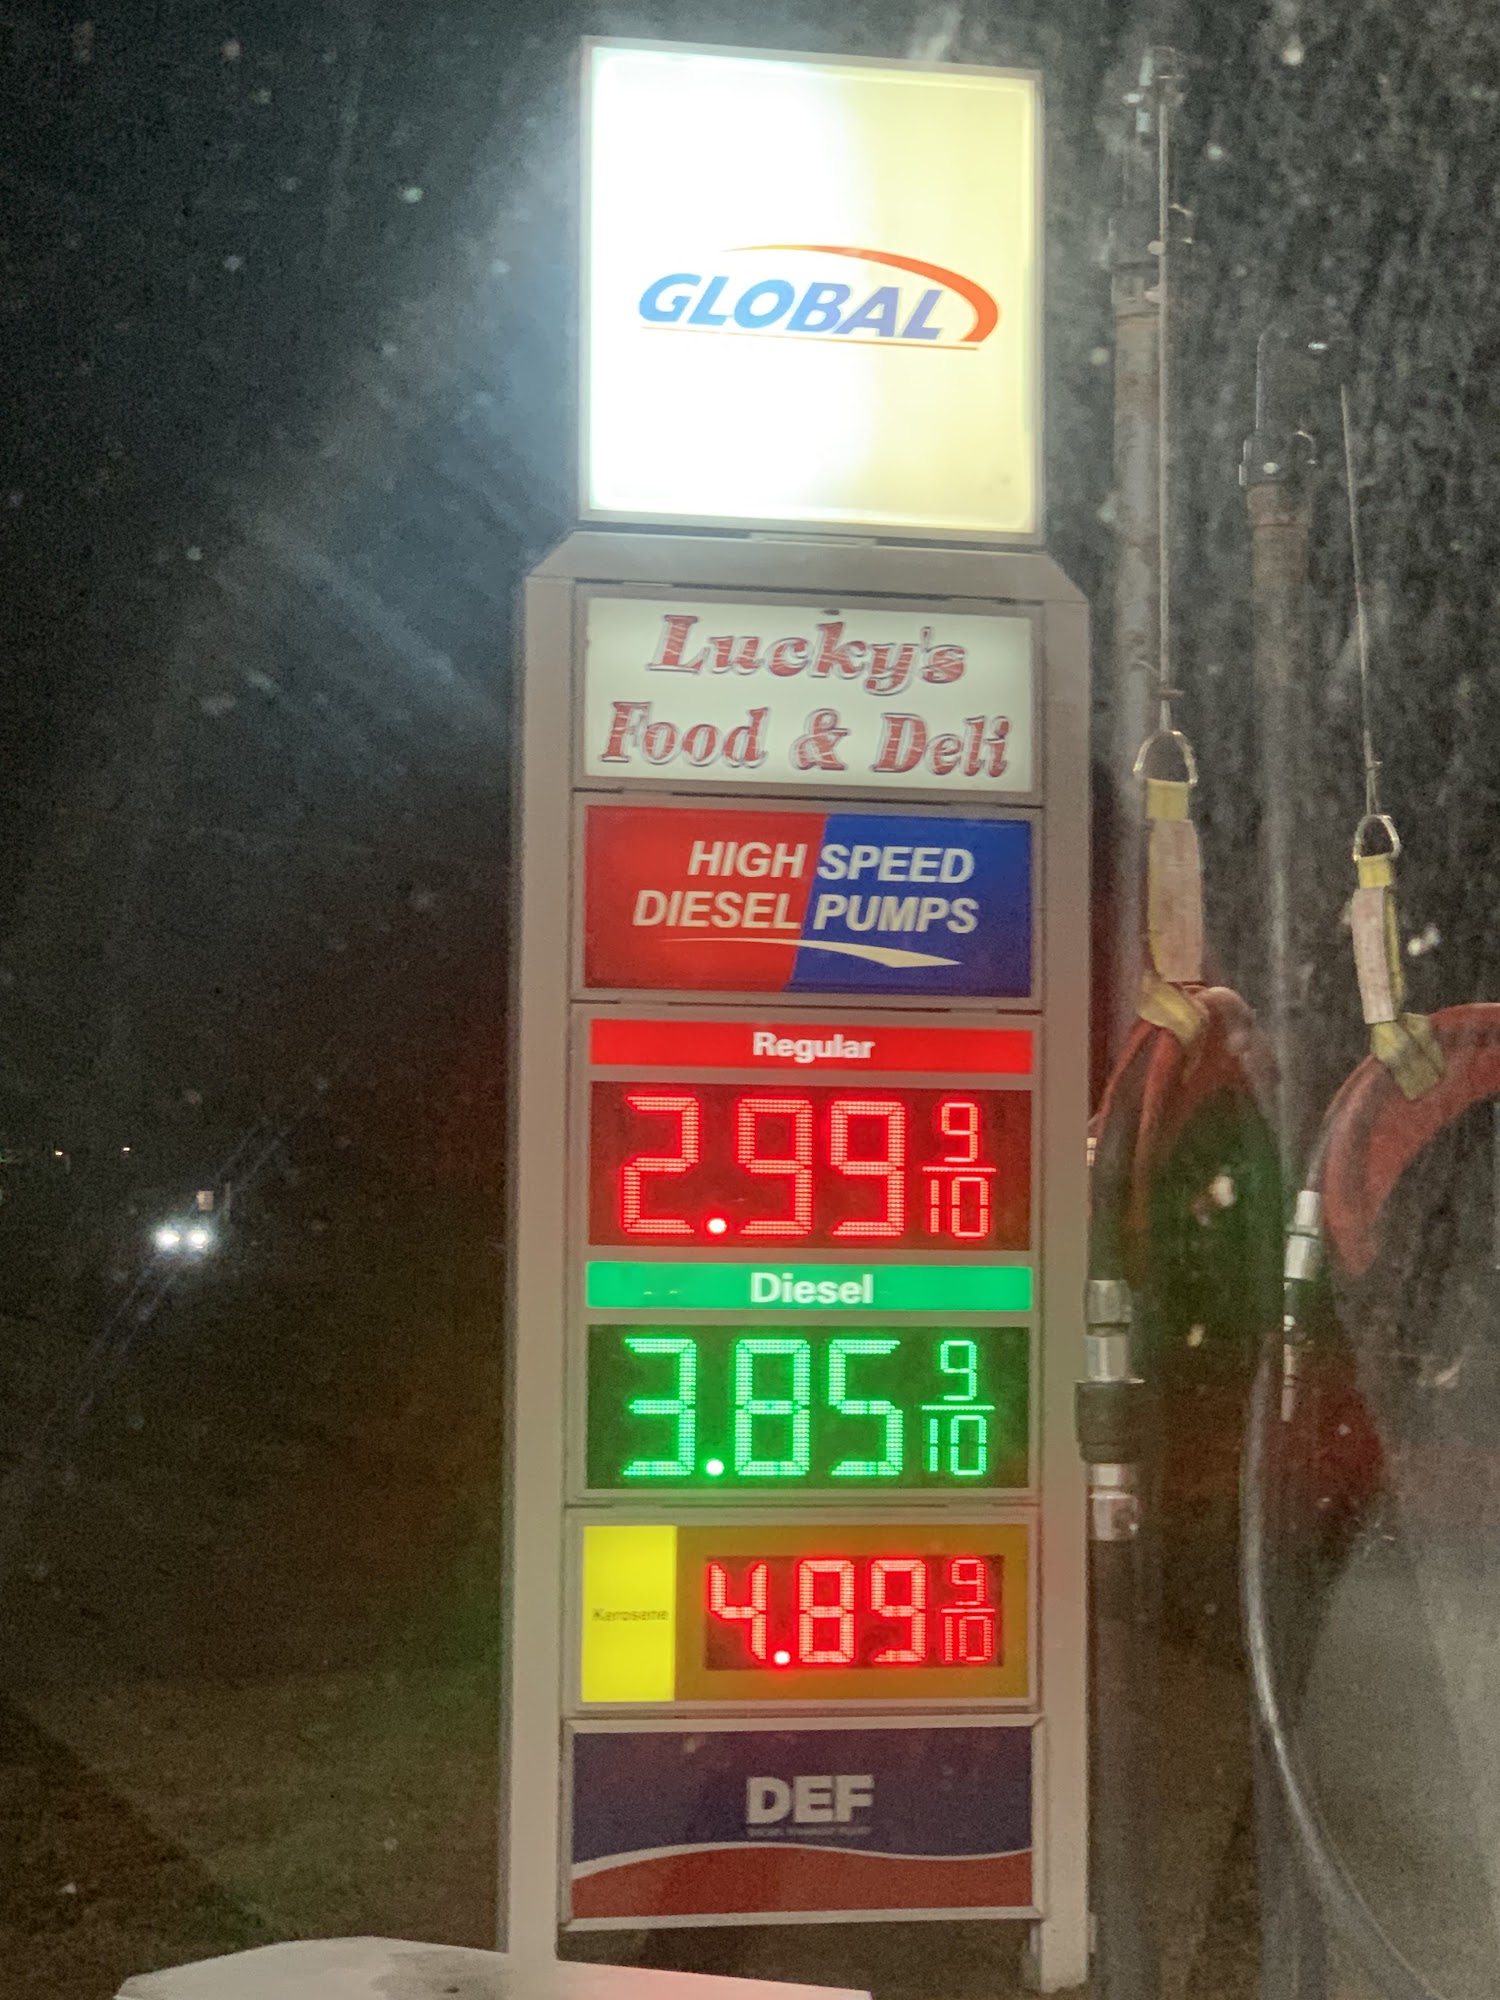 GLOBAL
Lucky's
Food & Deli
HIGH SPEED
DIESEL PUMPS
Regular
2.99 9/10
Diesel
3.85 9/10
Kerosene
4.89 9/10
DEF